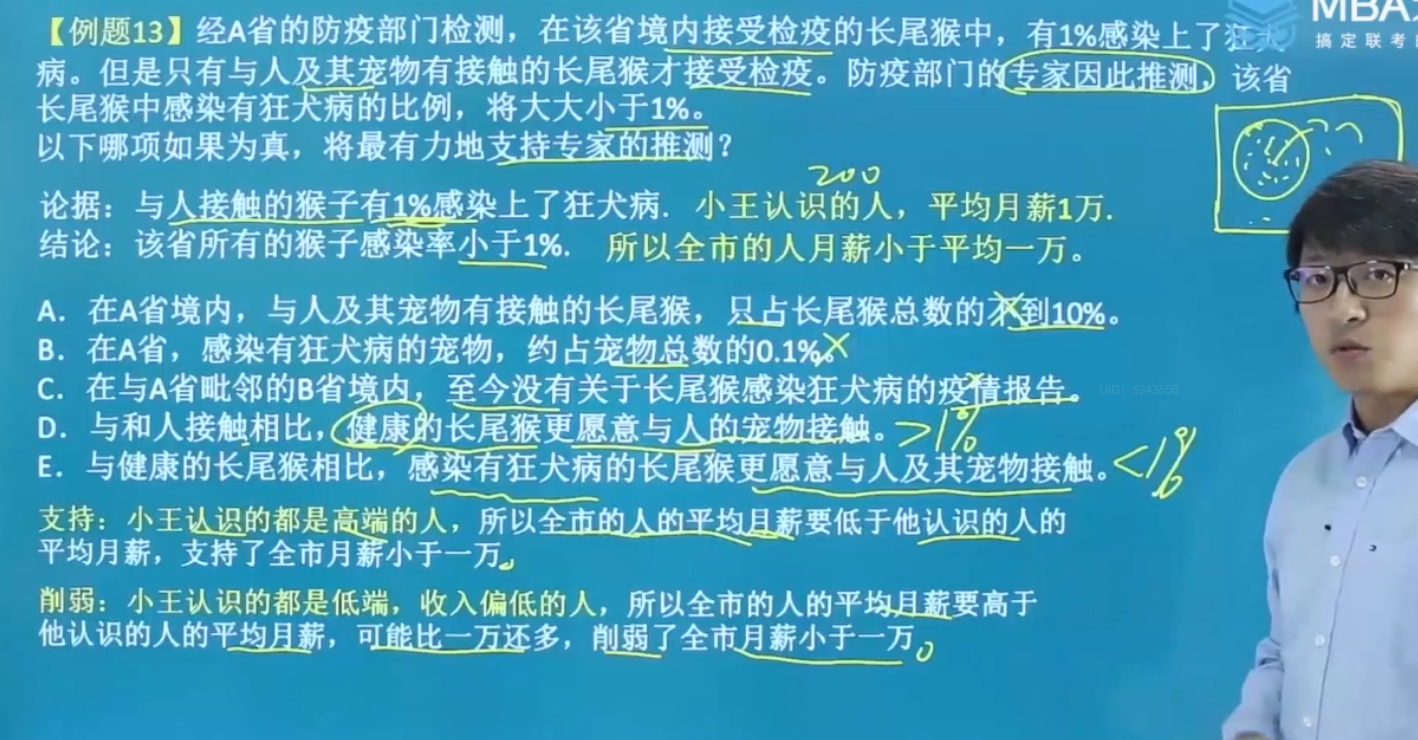 MBA
搞定联考
【例题13】经A省的防疫部门检测，在该省境内接受检疫的长尾猴中，有1%感染上了狂犬
病。但是只有与人及其宠物有接触的长尾猴才接受检疫。防疫部门的专家因此推测，该省
长尾猴中感染有狂犬病的比例，将大大小于1%。
以下哪项如果为真，将最有力地支持专家的推测？
200
论据：与人接触的猴子有1%感染上了狂犬病. 小王认识的人，平均月薪1万.
结论：该省所有的猴子感染率小于1%. 所以全市的人月薪小于平均一万。
A. 在A省境内，与人及其宠物有接触的长尾猴，只占长尾猴总数的不到10%。
B. 在A省，感染有狂犬病的宠物，约占宠物总数的0.1%。
C. 在与A省毗邻的B省境内，至今没有关于长尾猴感染狂犬病的疫情报告。
UID: 5243556
D. 与和人接触相比，健康的长尾猴更愿意与人的宠物接触。 >1%
E. 与健康的长尾猴相比，感染有狂犬病的长尾猴更愿意与人及其宠物接触。 <1%
支持：小王认识的都是高端的人，所以全市的人的平均月薪要低于他认识的人的
平均月薪，支持了全市月薪小于一万。
削弱：小王认识的都是低端，收入偏低的人，所以全市的人的平均月薪要高于
他认识的人的平均月薪，可能比一万还多，削弱了全市月薪小于一万。